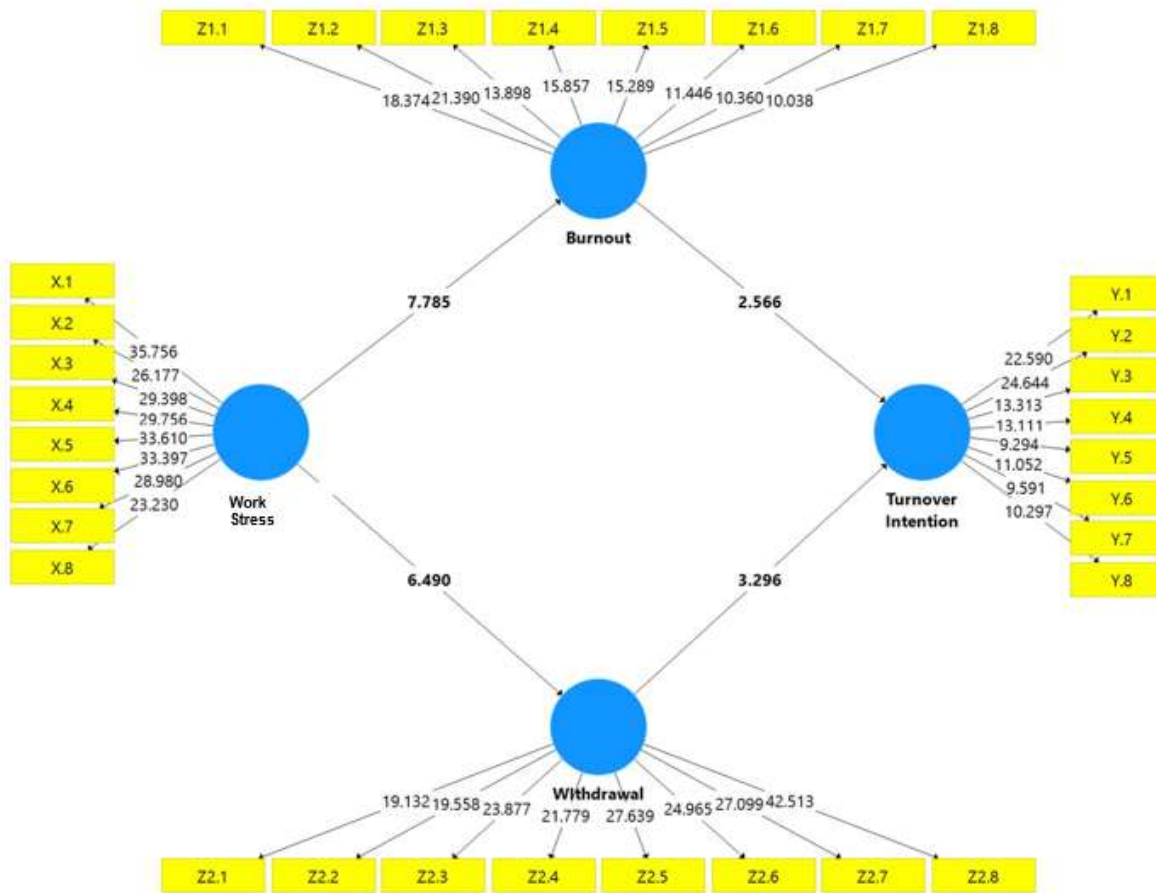 Z1.1 Z1.2 Z1.3 Z1.4 Z1.5 Z1.6 Z1.7 Z1.8
18.374 21.390 13.898 15.857 15.289 11.446 10.360 10.038
Burnout
7.785
2.566
X.1
X.2
X.3
X.4
X.5
X.6
X.7
X.8
35.756
26.177
29.398
29.756
33.610
33.397
28.980
23.230
Work
Stress
Y.1
Y.2
Y.3
Y.4
Y.5
Y.6
Y.7
Y.8
22.590
24.644
13.313
13.111
9.294
11.052
9.591
10.297
Turnover
Intention
6.490
3.296
Withdrawal
19.132 19.558 23.877 21.779 27.639 24.965 27.099 42.513
Z2.1 Z2.2 Z2.3 Z2.4 Z2.5 Z2.6 Z2.7 Z2.8